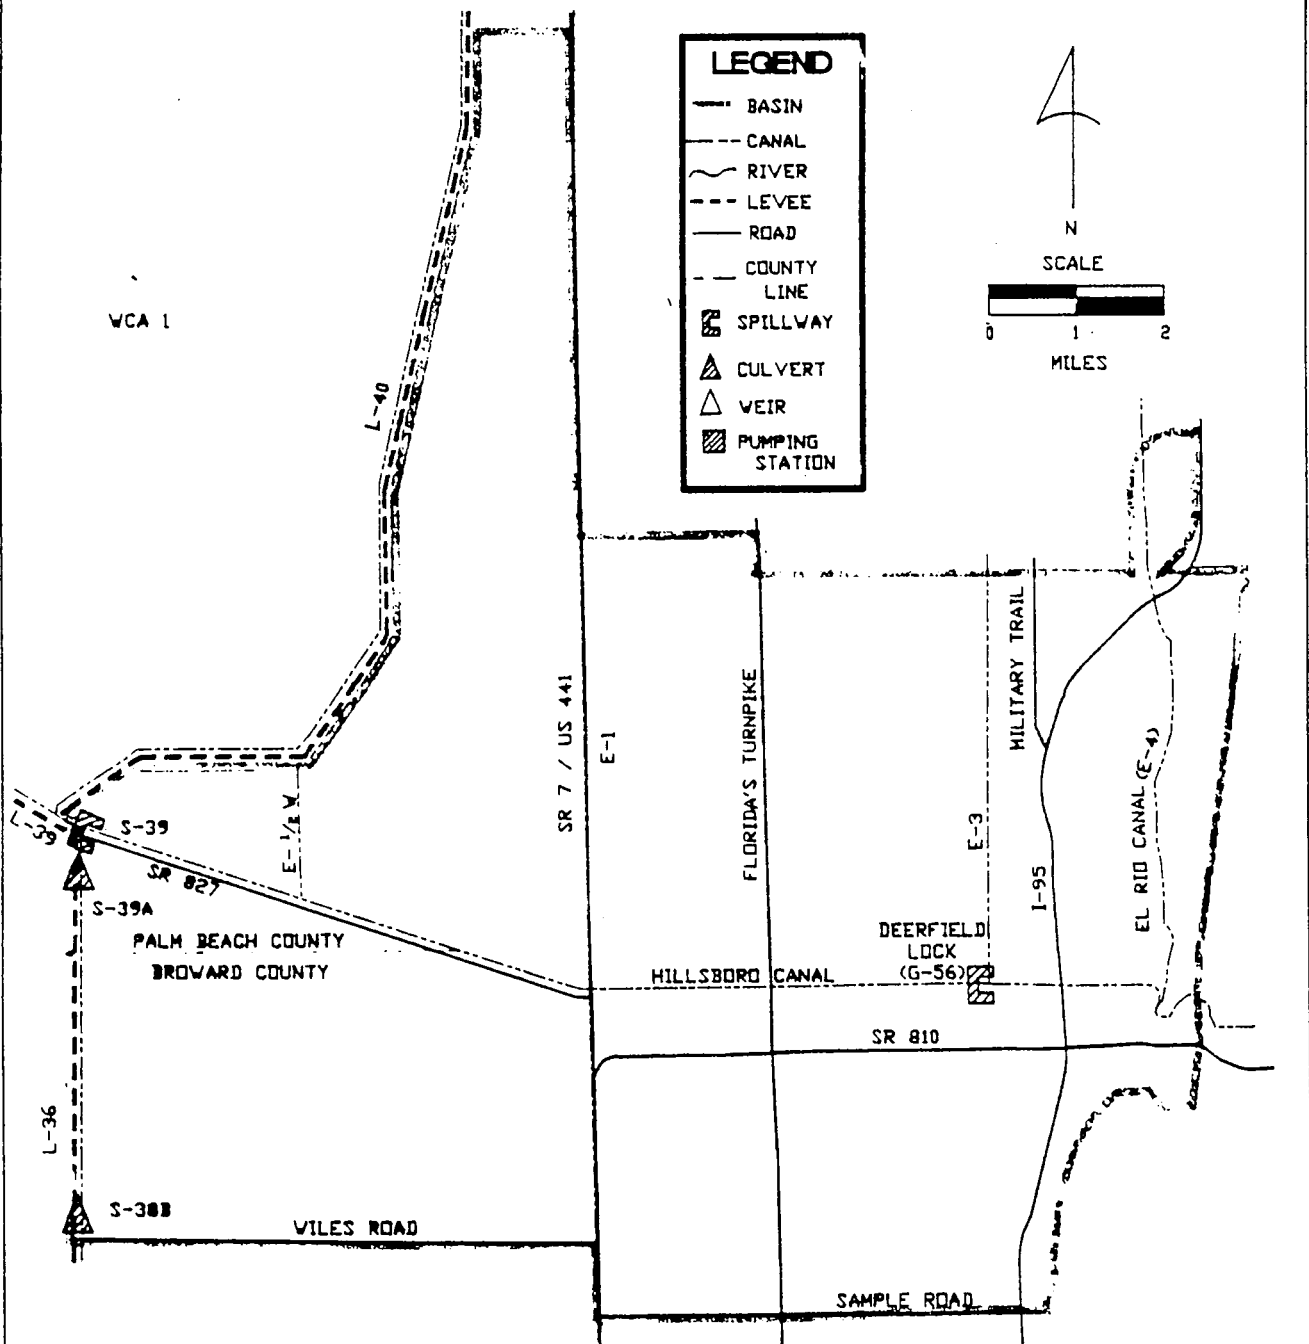 LEGEND
BASIN
CANAL
RIVER
LEVEE
ROAD
COUNTY
LINE
SPILLWAY
CULVERT
WEIR
PUMPING
STATION
N
SCALE
0 1 2
MILES
WCA 1
L-40
SR 7 / US 441
E-1
FLORIDA'S TURNPIKE
MILITARY TRAIL
E-3
I-95
EL RIO CANAL (E-4)
L-39
S-39
E-1/2 W
SR 827
S-39A
PALM BEACH COUNTY
BROWARD COUNTY
DEERFIELD
LOCK
(G-56)
HILLSBORO CANAL
SR 810
L-36
S-38B
WILES ROAD
SAMPLE ROAD